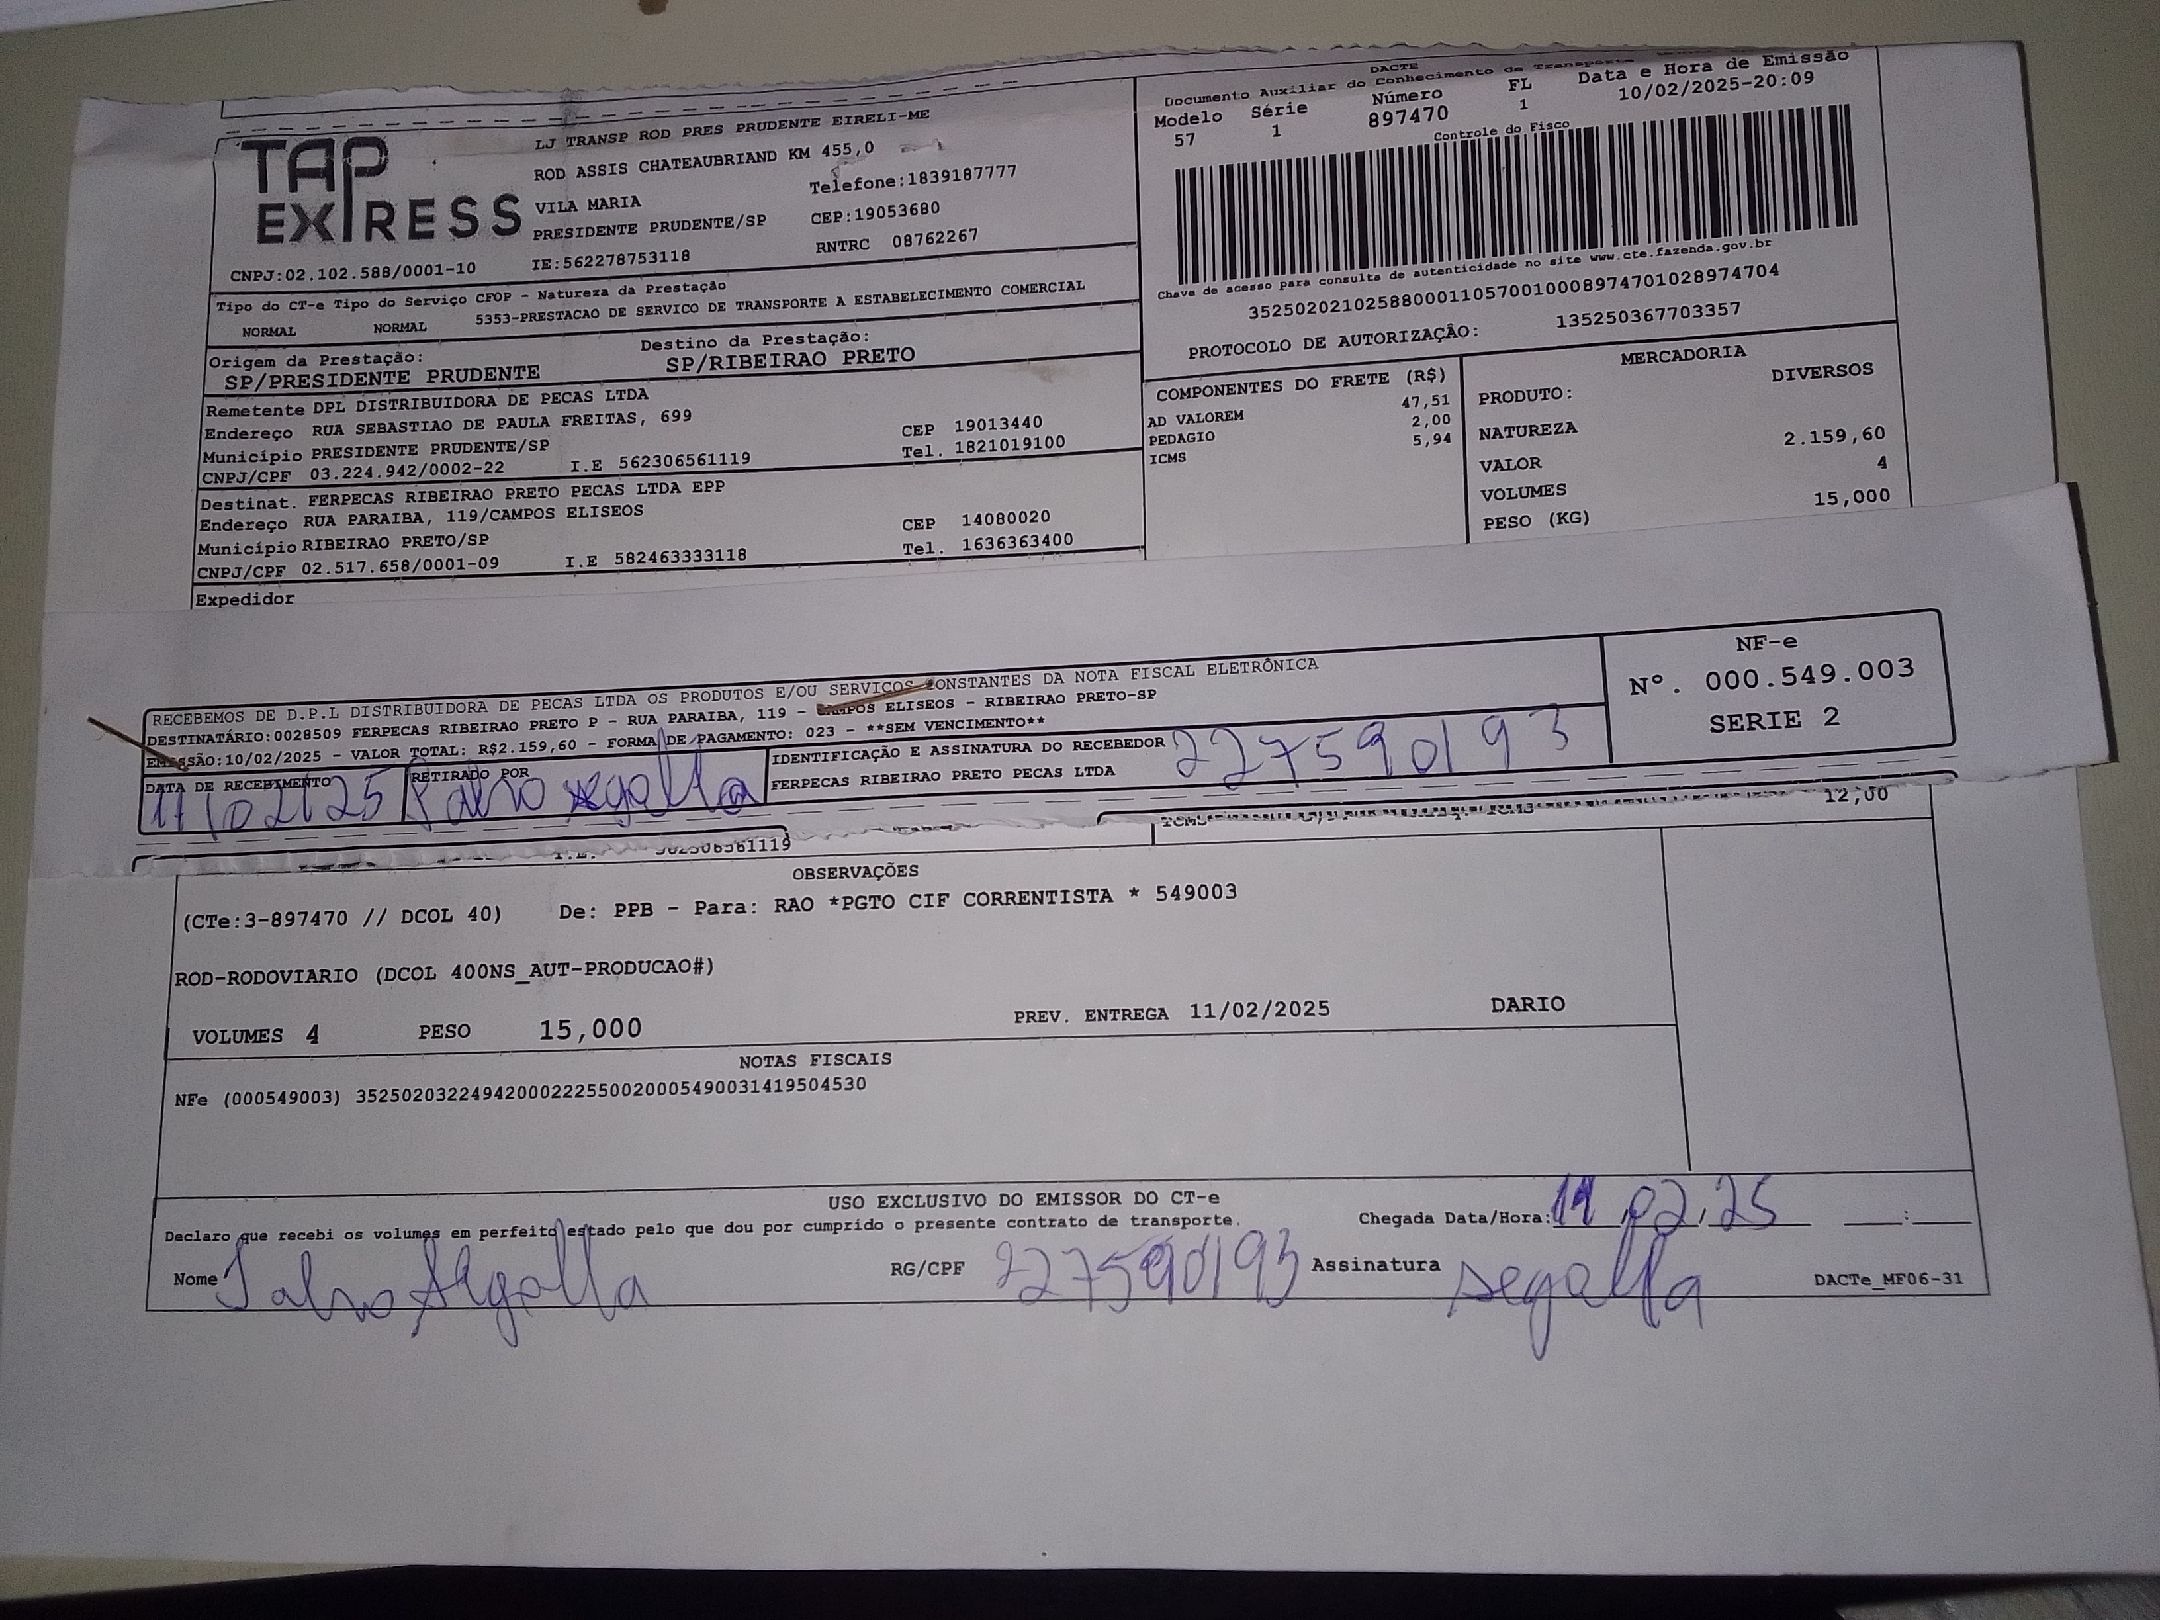 TAP
EXPRESS
LJ TRANSP ROD PRES PRUDENTE EIRELI-ME
ROD ASSIS CHATEAUBRIAND KM 455,0
VILA MARIA Telefone:1839187777
PRESIDENTE PRUDENTE/SP CEP:19053680
CNPJ:02.102.588/0001-10 IE:562278753118 RNTRC 08762267
Tipo do CT-e Tipo do Serviço CFOP - Natureza da Prestação
NORMAL NORMAL 5353-PRESTACAO DE SERVICO DE TRANSPORTE A ESTABELECIMENTO COMERCIAL
Origem da Prestação: Destino da Prestação:
SP/PRESIDENTE PRUDENTE SP/RIBEIRAO PRETO
Remetente DPL DISTRIBUIDORA DE PECAS LTDA
Endereço RUA SEBASTIAO DE PAULA FREITAS, 699 CEP 19013440
Município PRESIDENTE PRUDENTE/SP Tel. 1821019100
CNPJ/CPF 03.224.942/0002-22 I.E 562306561119
Destinat. FERPECAS RIBEIRAO PRETO PECAS LTDA EPP
Endereço RUA PARAIBA, 119/CAMPOS ELISEOS CEP 14080020
Município RIBEIRAO PRETO/SP Tel. 1636363400
CNPJ/CPF 02.517.658/0001-09 I.E 582463333118
Expedidor
DACTE
Documento Auxiliar do Conhecimento de Transporte
Modelo Série Número FL Data e Hora de Emissão
57 1 897470 1 10/02/2025-20:09
Controle do Fisco
Chave de acesso para consulta de autenticidade no site www.cte.fazenda.gov.br
35250202102588000110570010008974701028974704
PROTOCOLO DE AUTORIZAÇÃO: 135250367703357
COMPONENTES DO FRETE (R$)
AD VALOREM 47,51
PEDAGIO 2,00
ICMS 5,94
MERCADORIA
PRODUTO: DIVERSOS
NATUREZA
VALOR 2.159,60
VOLUMES 4
PESO (KG) 15,000
RECEBEMOS DE D.P.L DISTRIBUIDORA DE PECAS LTDA OS PRODUTOS E/OU SERVICOS CONSTANTES DA NOTA FISCAL ELETRÔNICA
DESTINATÁRIO:0028509 FERPECAS RIBEIRAO PRETO P - RUA PARAIBA, 119 - CAMPOS ELISEOS - RIBEIRAO PRETO-SP
EMISSÃO:10/02/2025 - VALOR TOTAL: R$2.159,60 - FORMA DE PAGAMENTO: 023 - **SEM VENCIMENTO**
DATA DE RECEBIMENTO RETIRADO POR IDENTIFICAÇÃO E ASSINATURA DO RECEBEDOR
FERPECAS RIBEIRAO PRETO PECAS LTDA
11/02/25 segalla 227590193
NF-e
Nº. 000.549.003
SERIE 2
12,00
OBSERVAÇÕES
(CTe:3-897470 // DCOL 40) De: PPB - Para: RAO *PGTO CIF CORRENTISTA * 549003
ROD-RODOVIARIO (DCOL 400NS_AUT-PRODUCAO#)
VOLUMES 4 PESO 15,000 PREV. ENTREGA 11/02/2025 DARIO
NOTAS FISCAIS
NFe (000549003) 35250203224942000222550020005490031419504530
USO EXCLUSIVO DO EMISSOR DO CT-e
Declaro que recebi os volumes em perfeito estado pelo que dou por cumprido o presente contrato de transporte. Chegada Data/Hora: 11,02,25 :
Nome Segalla RG/CPF 227590193 Assinatura segalla DACTe_MF06-31